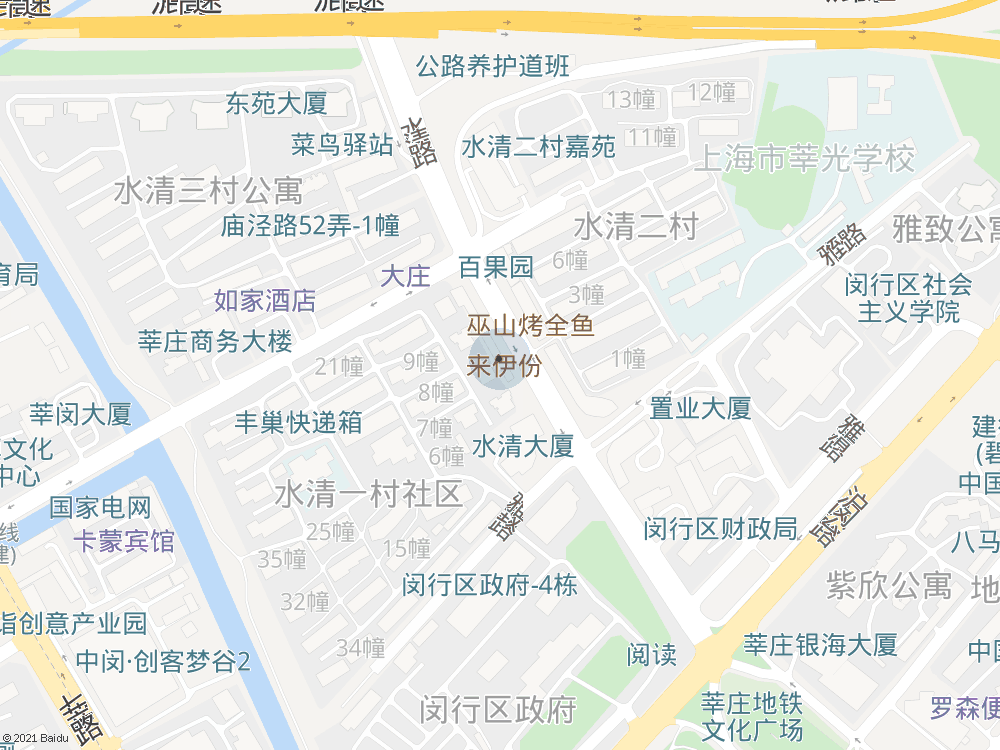 公路养护道班
13幢
12幢
东苑大厦
11幢
菜鸟驿站
水清二村嘉苑
上海市莘光学校
水清三村公寓
庙泾路52弄-1幢
水清二村
雅致公寓
6幢
百果园
大庄
闵行区社会
主义学院
如家酒店
3幢
巫山烤全鱼
莘庄商务大楼
来伊份
1幢
21幢
9幢
8幢
莘闵大厦
丰巢快递箱
置业大厦
7幢
6幢
水清大厦
文化
中心
国家电网
水清一村社区
卡蒙宾馆
25幢
15幢
35幢
闵行区财政局
闵行区政府-4栋
紫欣公寓
32幢
创意产业园
34幢
中闵·创客梦谷2
阅读
莘庄银海大厦
闵行区政府
莘庄地铁
文化广场
© 2021 Baidu